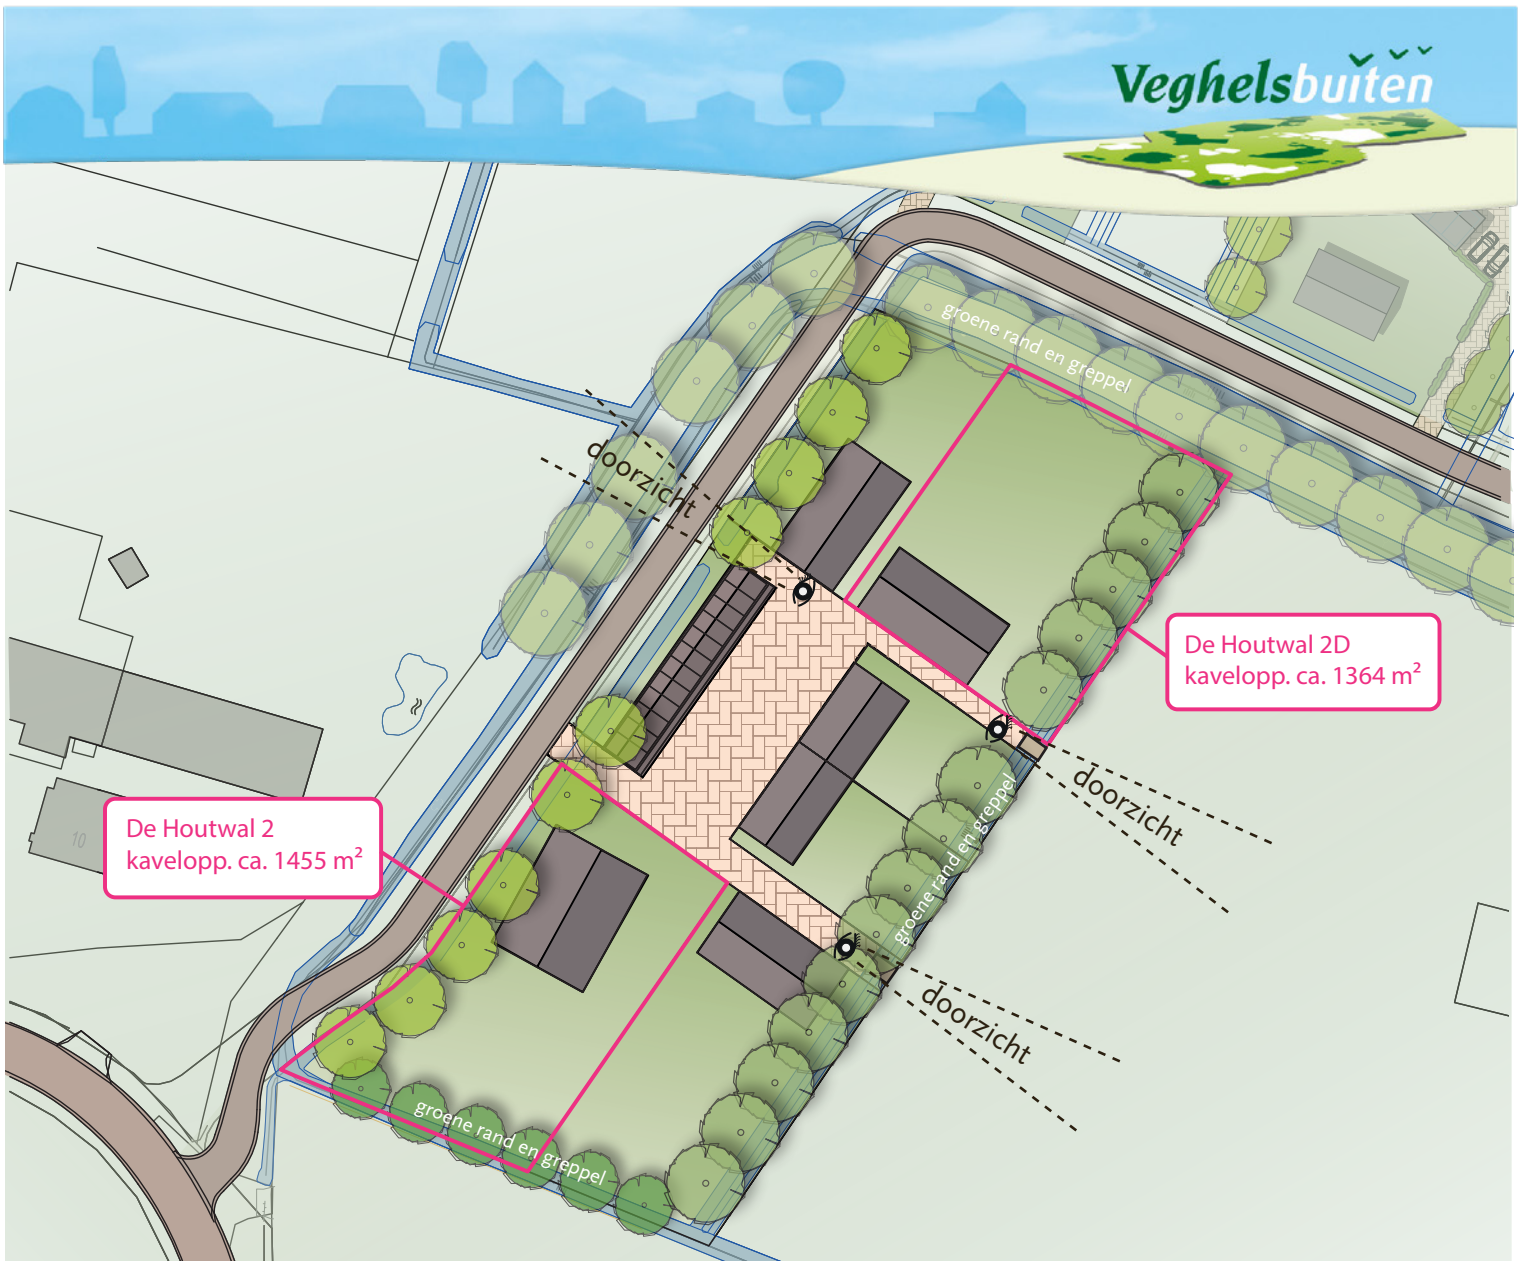 Veghelsbuiten
groene rand en greppel
doorzicht
De Houtwal 2D
kavelopp. ca. 1364 m²
doorzicht
De Houtwal 2
kavelopp. ca. 1455 m²
10
groene rand en greppel
doorzicht
groene rand en greppel